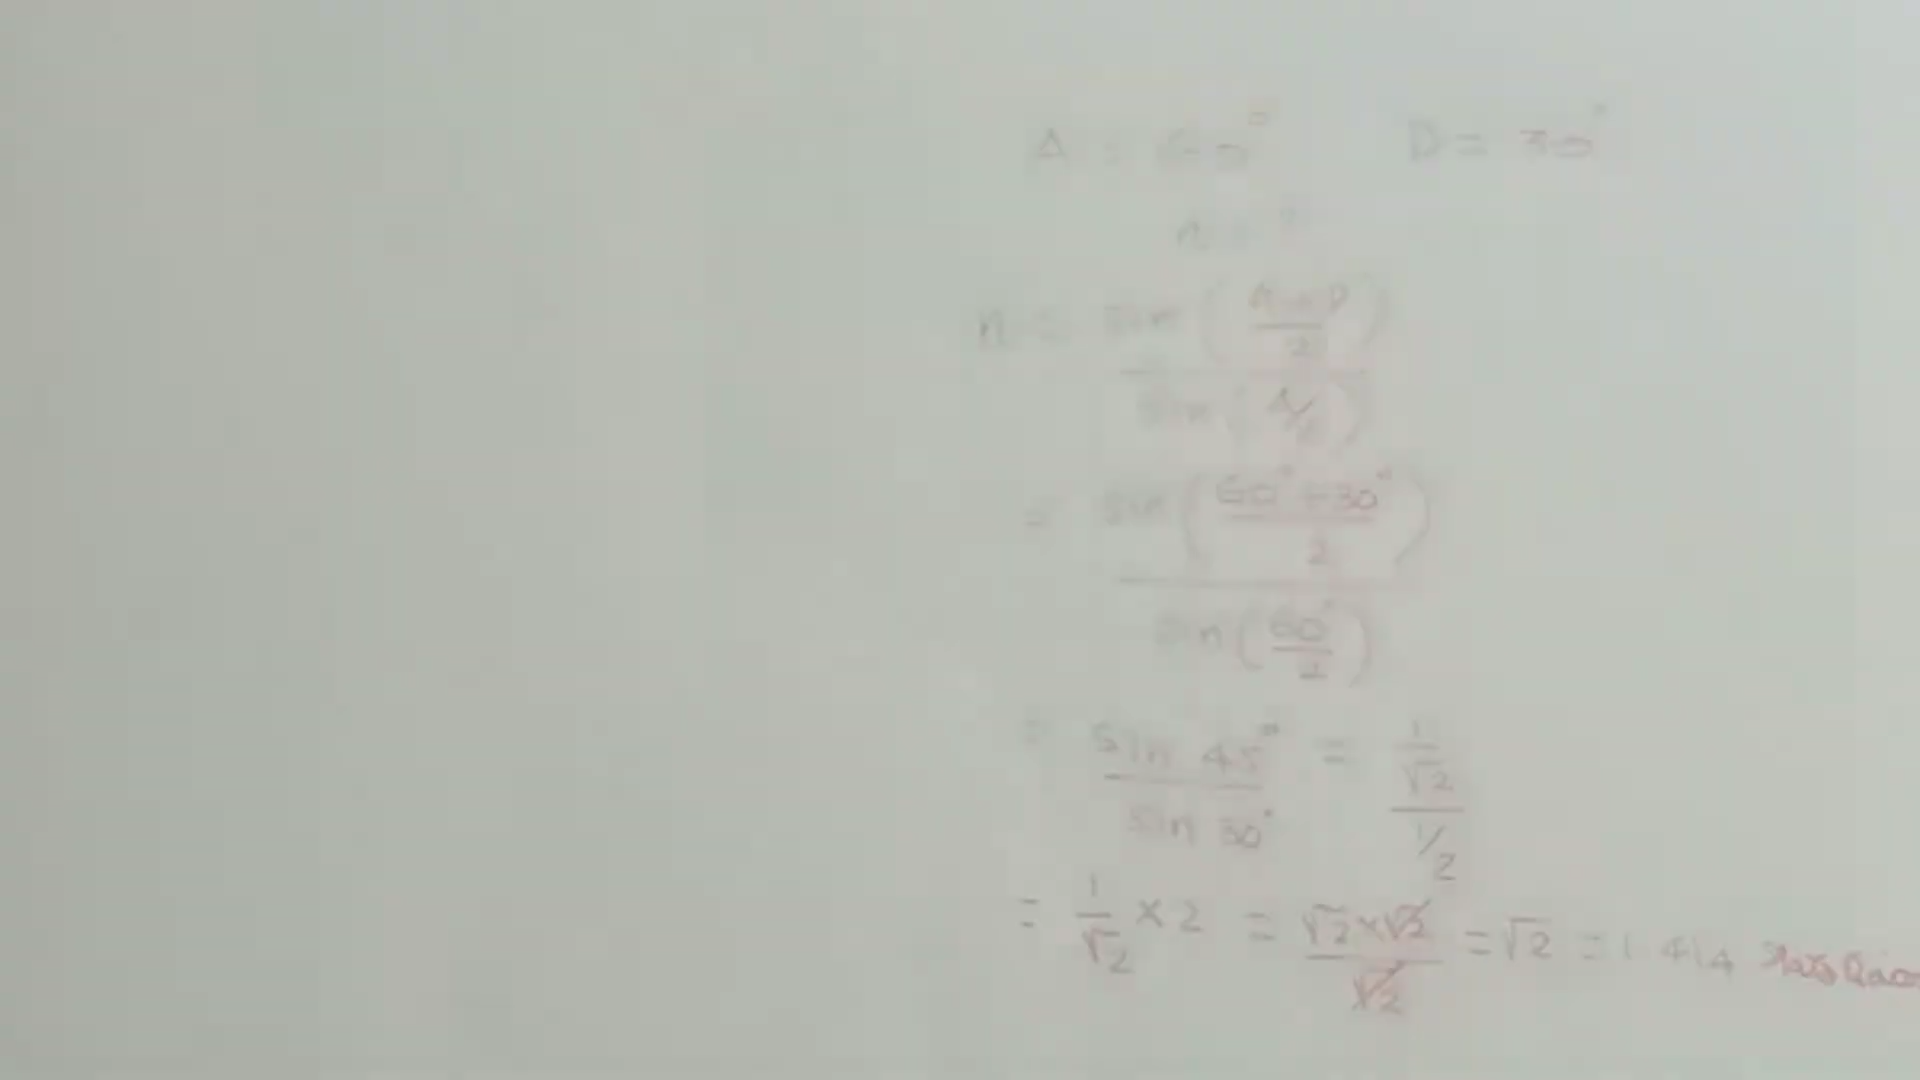 A = 60° D = 30°
n = ?
n = sin ( A + D / 2 ) / sin ( A/2 )
= sin ( 60° + 30° / 2 ) / sin ( 60° / 2 )
= sin 45° / sin 30° = 1/√2 / 1/2
= 1/√2 × 2 = √2 × √2 / √2 = √2 = 1.414